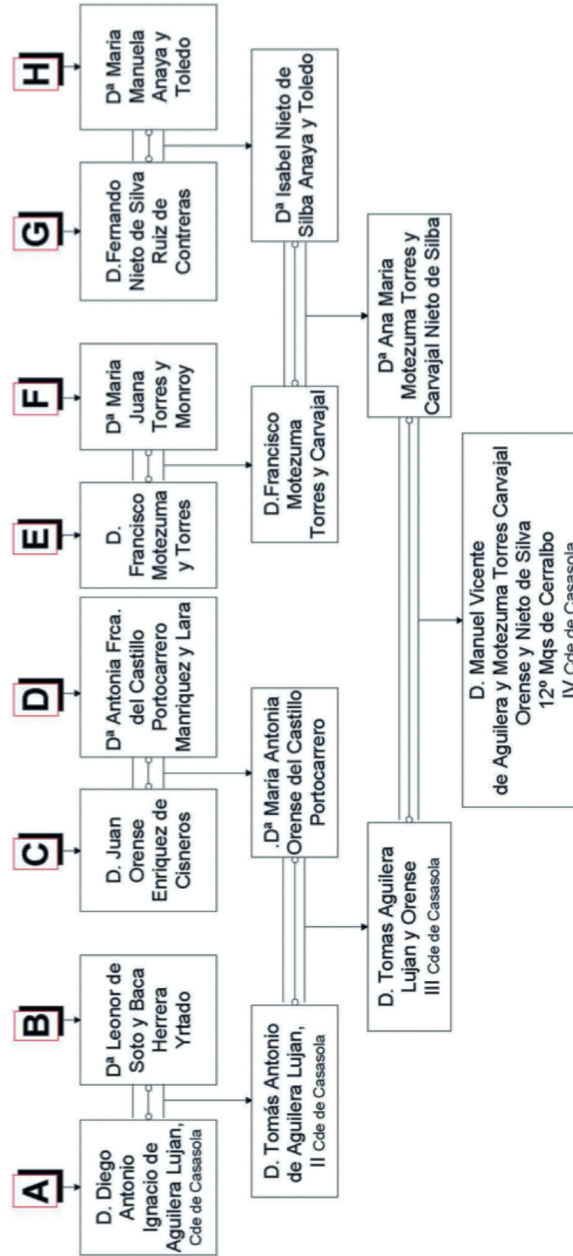 A
B
C
D
E
F
G
H
D. Diego
Antonio
Ignacio de
Aguilera Lujan,
Cde de Casasola
Dª Leonor de
Soto y Baca
Herrera
Yrtado
D. Juan
Orense
Enriquez de
Cisneros
Dª Antonia Frca.
del Castillo
Portocarrero
Manriquez y Lara
D.
Francisco
Motezuma
y Torres
Dª Maria
Juana
Torres y
Monroy
D.Fernando
Nieto de Silva
Ruiz de
Contreras
Dª Maria
Manuela
Anaya y
Toledo
D. Tomás Antonio
de Aguilera Lujan,
II Cde de Casasola
.Dª Maria Antonia
Orense del Castillo
Portocarrero
D.Francisco
Motezuma
Torres y Carvajal
Dª Isabel Nieto de
Silba Anaya y Toledo
D. Tomas Aguilera
Lujan y Orense
III Cde de Casasola
Dª Ana Maria
Motezuma Torres y
Carvajal Nieto de Silba
D. Manuel Vicente
de Aguilera y Motezuma Torres Carvajal
Orense y Nieto de Silva
12º Mqs de Cerralbo
IV Cde de Casasola